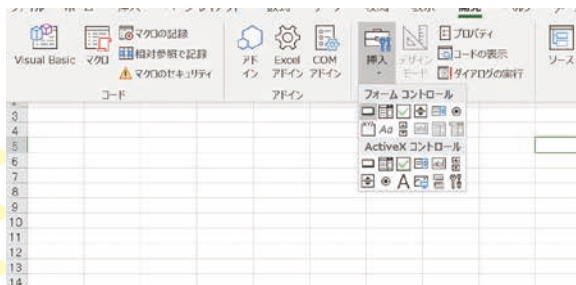 Visual Basic
マクロ
マクロの記録
相対参照で記録
マクロのセキュリティ
コード
アド
イン
Excel
アドイン
COM
アドイン
アドイン
挿入
デザイン
モード
プロパティ
コードの表示
ダイアログの実行
ソース
フォーム コントロール
Aa
ActiveX コントロール
A
3
4
5
6
7
8
9
10
11
12
13
14